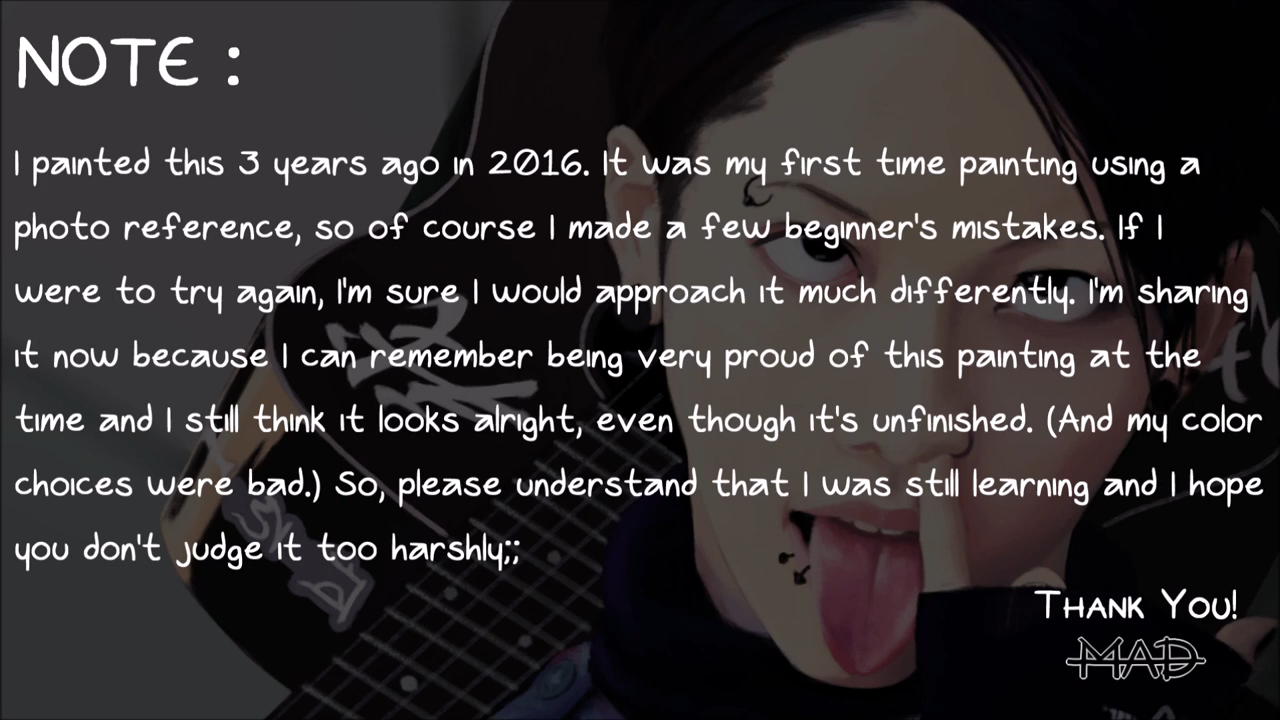 NOTE :
I painted this 3 years ago in 2016. It was my first time painting using a
photo reference, so of course I made a few beginner's mistakes. If I
were to try again, I'm sure I would approach it much differently. I'm sharing
it now because I can remember being very proud of this painting at the
time and I still think it looks alright, even though it's unfinished. (And my color
choices were bad.) So, please understand that I was still learning and I hope
you don't judge it too harshly;;
THANK YOU!
MAD